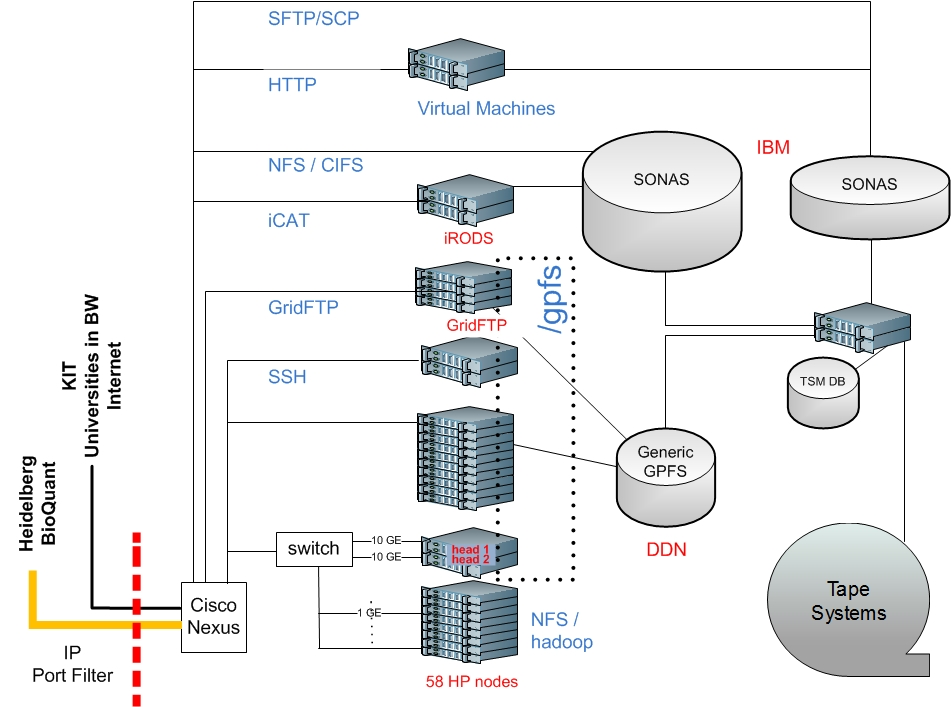 SFTP/SCP
HTTP
Virtual Machines
NFS / CIFS
iCAT
iRODS
SONAS
IBM
SONAS
GridFTP
GridFTP
/gpfs
SSH
TSM DB
Generic
GPFS
DDN
KIT
Universities in BW
Internet
Heidelberg
BioQuant
switch
10 GE
10 GE
head 1
head 2
1 GE
Cisco
Nexus
IP
Port Filter
NFS /
hadoop
58 HP nodes
Tape
Systems